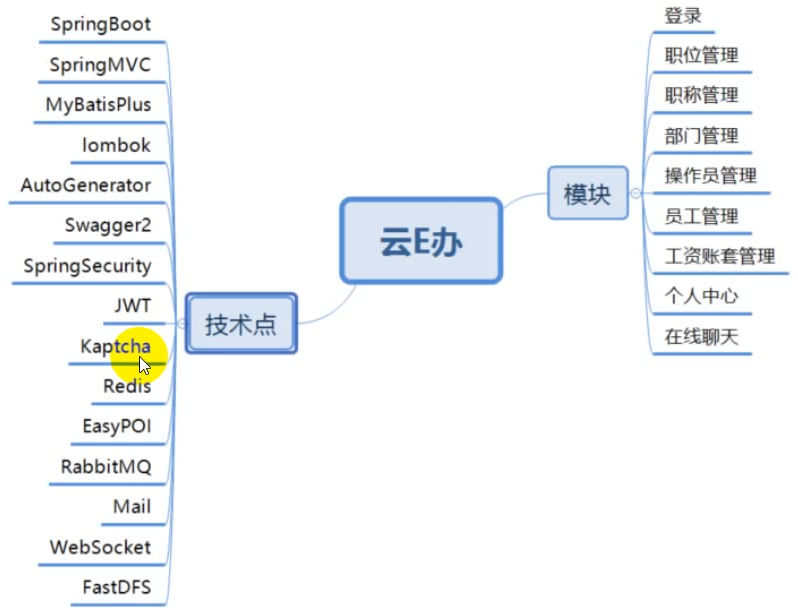 SpringBoot
SpringMVC
MyBatisPlus
lombok
AutoGenerator
Swagger2
SpringSecurity
JWT
Kaptcha
Redis
EasyPOI
RabbitMQ
Mail
WebSocket
FastDFS
技术点
云E办
模块
登录
职位管理
职称管理
部门管理
操作员管理
员工管理
工资账套管理
个人中心
在线聊天